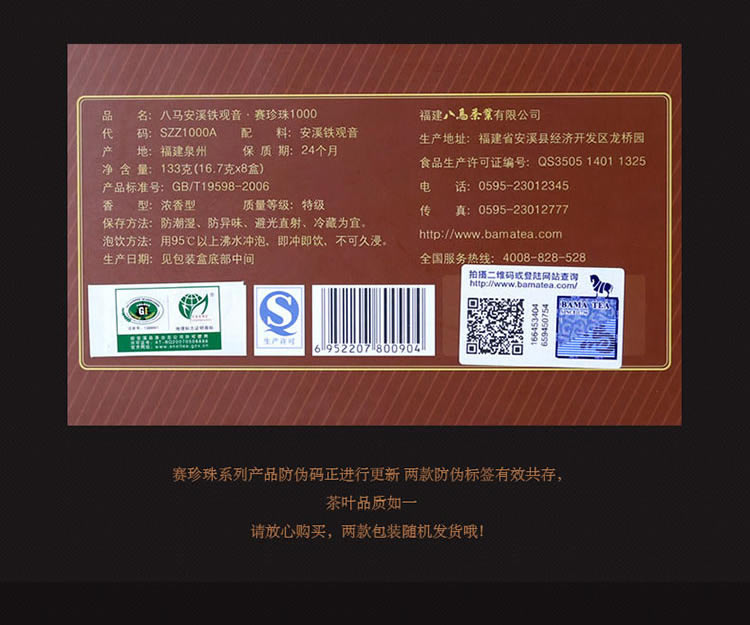 品 名：八马安溪铁观音·赛珍珠1000
代 码：SZZ1000A 配 料：安溪铁观音
产 地：福建泉州 保 质 期：24个月
净 含 量：133克(16.7克x8盒)
产品标准号：GB/T19598-2006
香 型：浓香型 质量等级：特级
保存方法：防潮湿、防异味、避光直射、冷藏为宜。
泡饮方法：用95℃以上沸水冲泡，即冲即饮，不可久浸。
生产日期：见包装盒底部中间
福建八马茶業有限公司
生产地址：福建省安溪县经济开发区龙桥园
食品生产许可证编号：QS3505 1401 1325
电 话：0595-23012345
传 真：0595-23012777
http://www.bamatea.com
全国服务热线：4008-828-528
GI
QS
生产许可
6 952207 800904
拍摄二维码或登陆网站查询
http://www.bamatea.com
1664553404
659450754
BAMA TEA
赛珍珠系列产品防伪码正进行更新 两款防伪标签有效共存，
茶叶品质如一
请放心购买，两款包装随机发货哦！